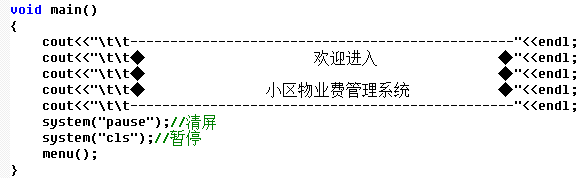 void main()
{
    cout<<"\t\t------------------------------------------------"<<endl;
    cout<<"\t\t◆                     欢迎进入               ◆"<<endl;
    cout<<"\t\t◆                                            ◆"<<endl;
    cout<<"\t\t◆               小区物业费管理系统           ◆"<<endl;
    cout<<"\t\t------------------------------------------------"<<endl;
    system("pause");//清屏
    system("cls");//暂停
    menu();
}